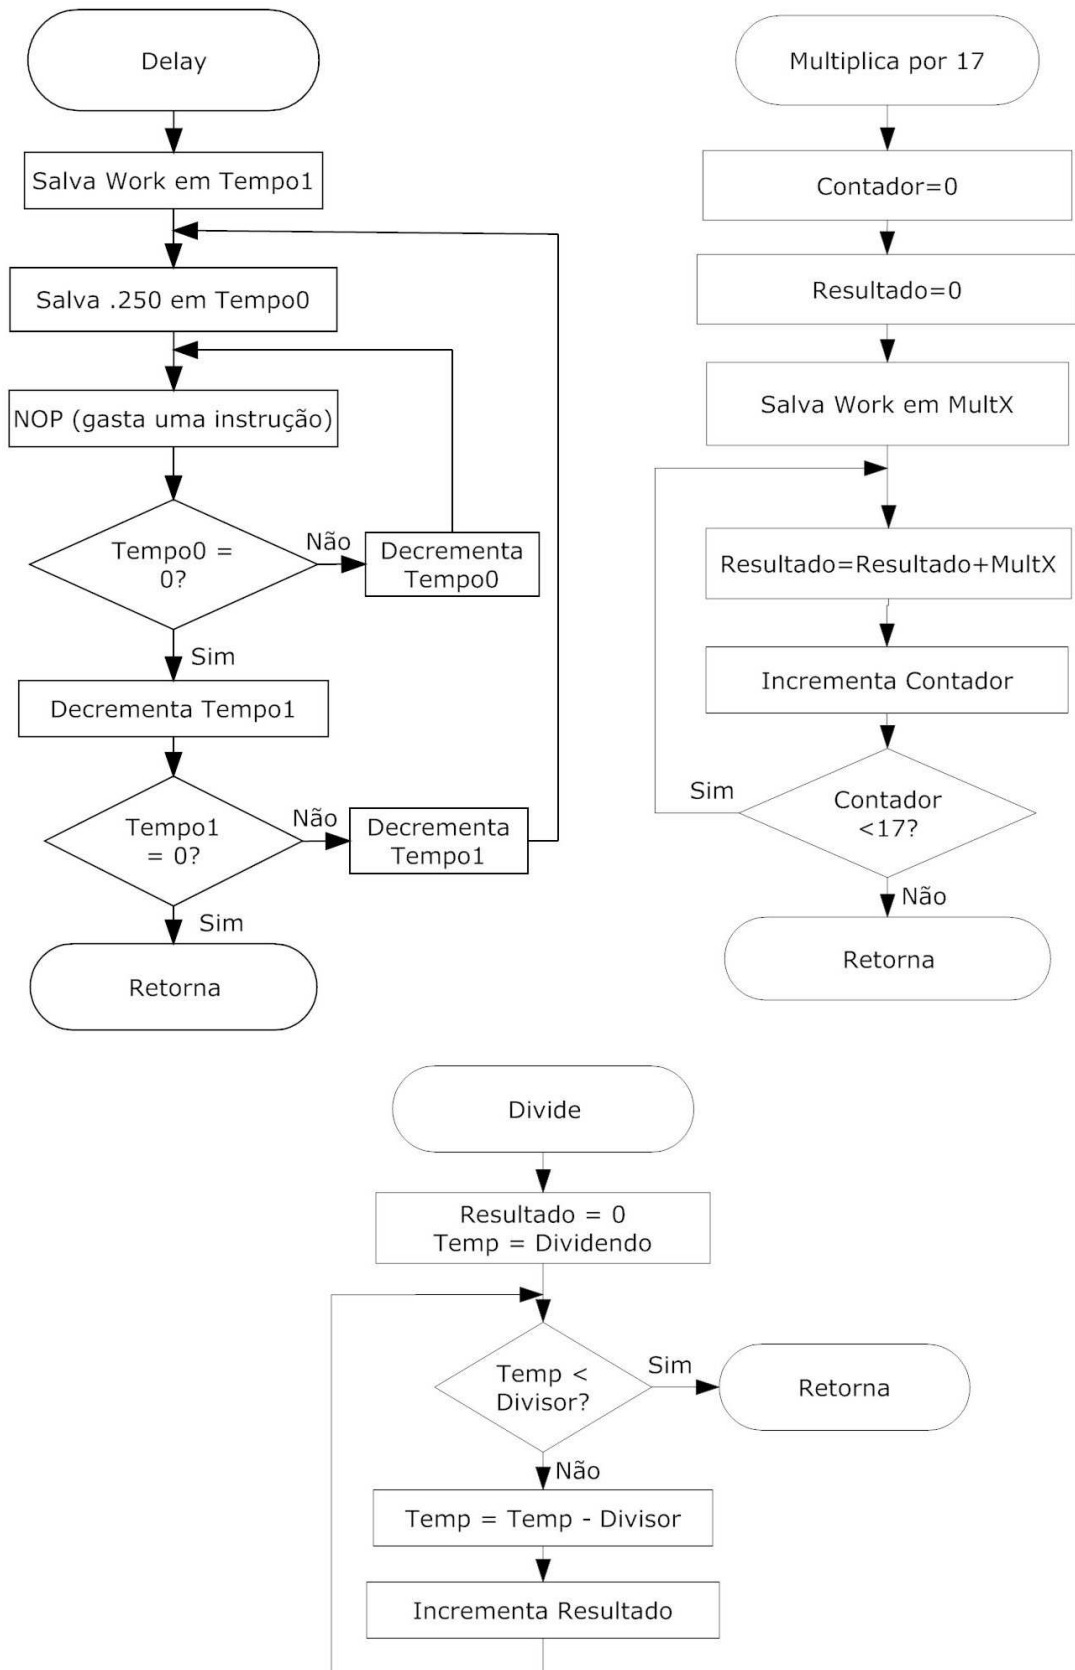 Delay
Salva Work em Tempo1
Salva .250 em Tempo0
NOP (gasta uma instrução)
Tempo0 =
0?
Não
Decrementa
Tempo0
Sim
Decrementa Tempo1
Tempo1
= 0?
Não
Decrementa
Tempo1
Sim
Retorna
Multiplica por 17
Contador=0
Resultado=0
Salva Work em MultX
Resultado=Resultado+MultX
Incrementa Contador
Contador
<17?
Sim
Não
Retorna
Divide
Resultado = 0
Temp = Dividendo
Temp <
Divisor?
Sim
Retorna
Não
Temp = Temp - Divisor
Incrementa Resultado